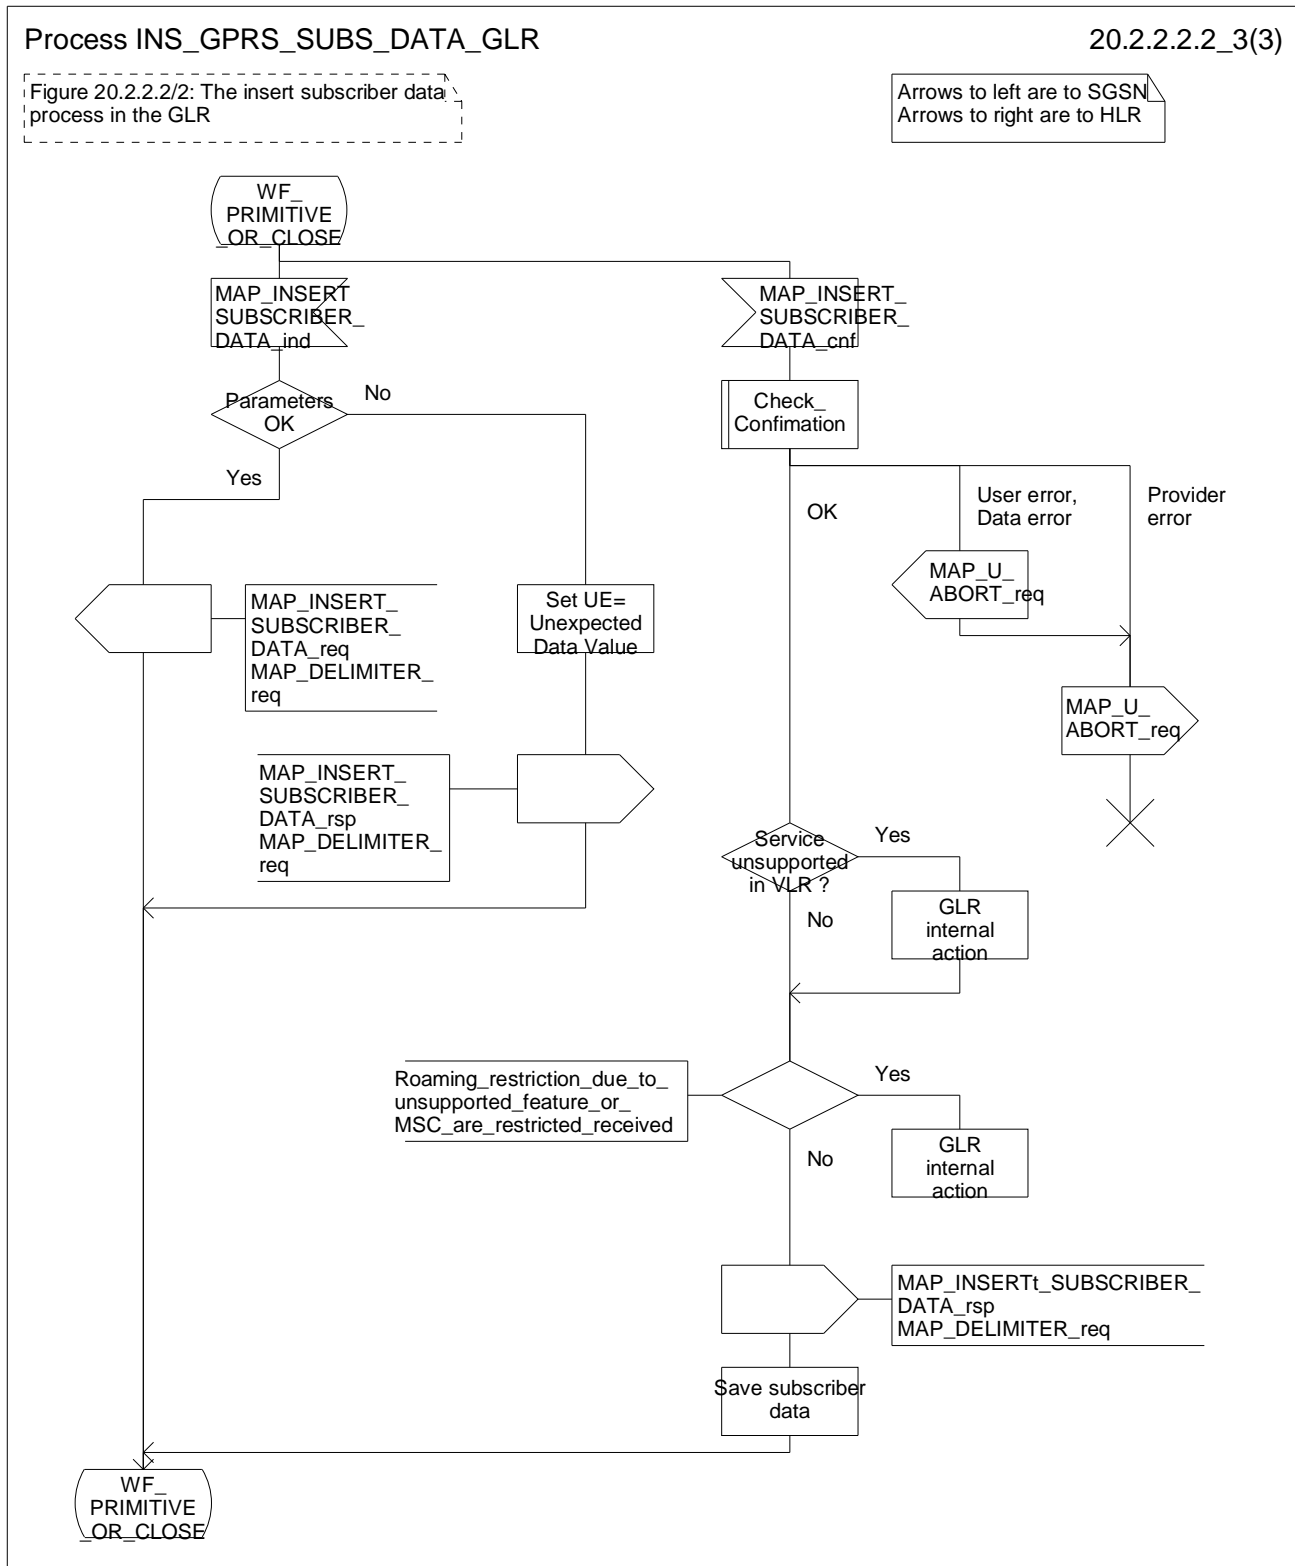 Process INS_GPRS_SUBS_DATA_GLR
20.2.2.2.2_3(3)
Figure 20.2.2.2/2: The insert subscriber data
process in the GLR
Arrows to left are to SGSN
Arrows to right are to HLR
WF_
PRIMITIVE
_OR_CLOSE
MAP_INSERT
SUBSCRIBER_
DATA_ind
MAP_INSERT_
SUBSCRIBER_
DATA_cnf
Parameters
OK
No
Yes
Check_
Confimation
OK
User error,
Data error
Provider
error
MAP_U_
ABORT_req
MAP_INSERT_
SUBSCRIBER_
DATA_req
MAP_DELIMITER_
req
Set UE=
Unexpected
Data Value
MAP_U_
ABORT_req
MAP_INSERT_
SUBSCRIBER_
DATA_rsp
MAP_DELIMITER_
req
Service
unsupported
in VLR ?
Yes
No
GLR
internal
action
Roaming_restriction_due_to_
unsupported_feature_or_
MSC_are_restricted_received
Yes
No
GLR
internal
action
MAP_INSERTt_SUBSCRIBER_
DATA_rsp
MAP_DELIMITER_req
Save subscriber
data
WF_
PRIMITIVE
_OR_CLOSE